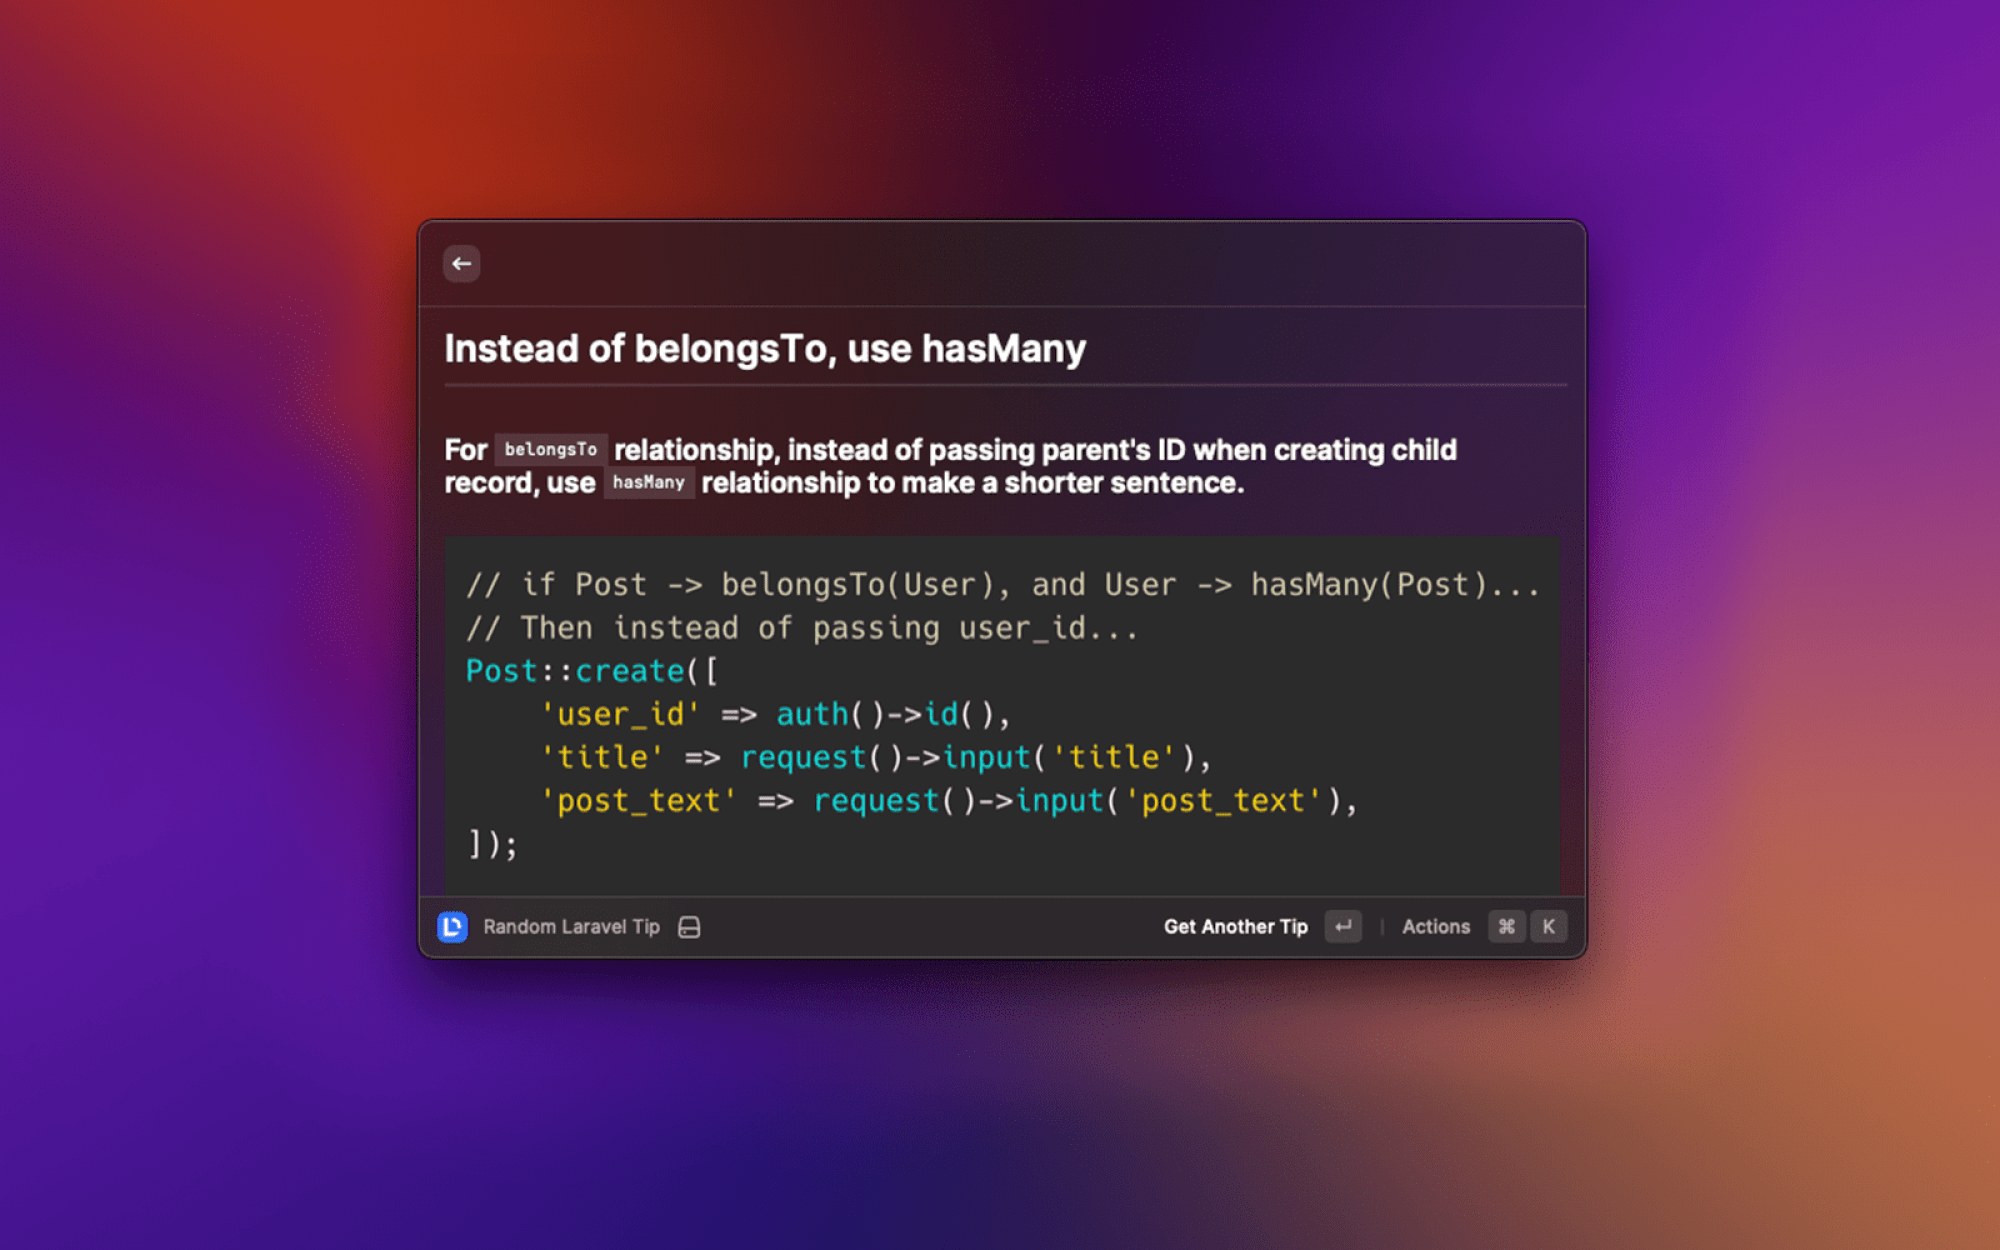 Instead of belongsTo, use hasMany
For belongsTo relationship, instead of passing parent's ID when creating child
record, use hasMany relationship to make a shorter sentence.
// if Post -> belongsTo(User), and User -> hasMany(Post)...
// Then instead of passing user_id...
Post::create([
    'user_id' => auth()->id(),
    'title' => request()->input('title'),
    'post_text' => request()->input('post_text'),
]);
Random Laravel Tip Get Another Tip ↵ | Actions ⌘ K